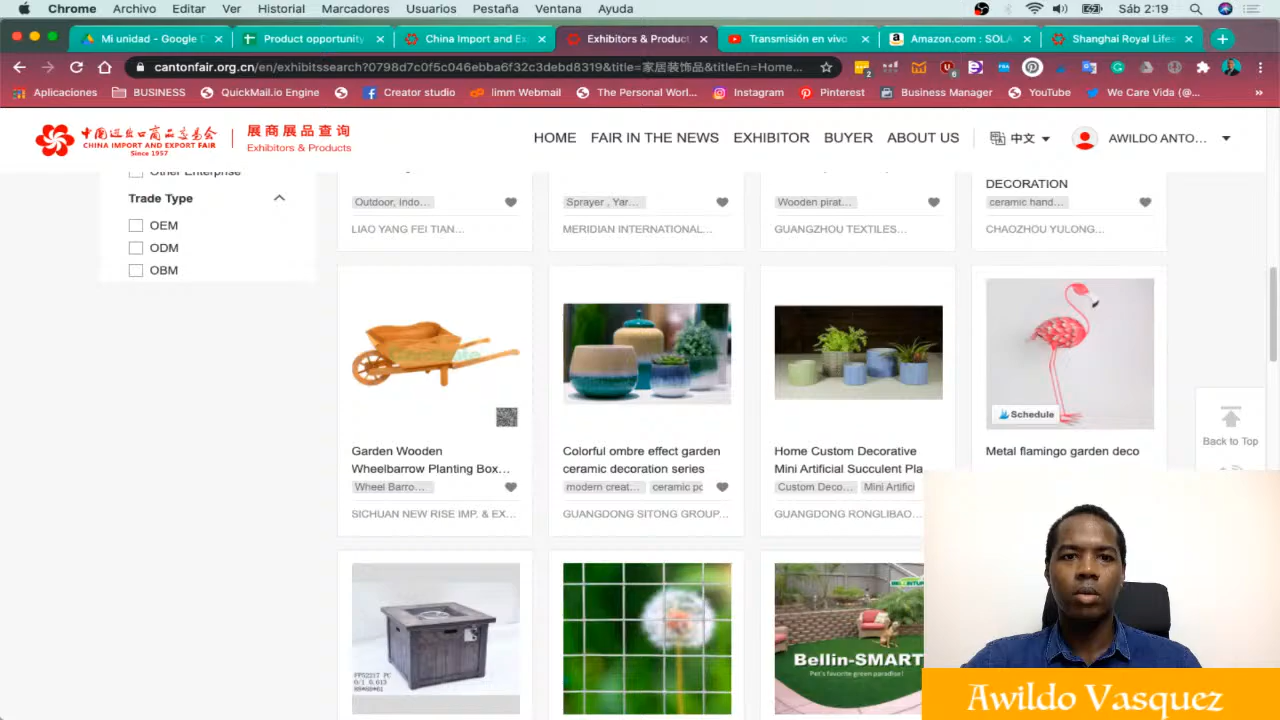 Chrome Archivo Editar Ver Historial Marcadores Usuarios Pestaña Ventana Ayuda Sáb 2:19
Mi unidad - Google D
Product opportunity
China Import and Ex
Exhibitors & Product
Transmisión en vivo
Amazon.com : SOLA
Shanghai Royal Life
cantonfair.org.cn/en/exhibitssearch?0798d7c0f5c046ebba6f32c3debd8319&title=家居装饰品&titleEn=Home...
Aplicaciones BUSINESS QuickMail.io Engine Creator studio limm Webmail The Personal Worl... Instagram Pinterest Business Manager YouTube We Care Vida (@...
中国进出口商品交易会
CHINA IMPORT AND EXPORT FAIR
Since 1957
展商展品查询
Exhibitors & Products
HOME FAIR IN THE NEWS EXHIBITOR BUYER ABOUT US 中文 AWILDO ANTO...
Other Enterprise
Trade Type
OEM
ODM
OBM
DECORATION
Outdoor, Indo... Sprayer , Yar... Wooden pirat... ceramic hand...
LIAO YANG FEI TIAN... MERIDIAN INTERNATIONAL... GUANGZHOU TEXTILES... CHAOZHOU YULONG...
Schedule
Back to Top
Garden Wooden
Wheelbarrow Planting Box...
Wheel Barro...
SICHUAN NEW RISE IMP. & EX...
Colorful ombre effect garden
ceramic decoration series
modern creat... ceramic po
GUANGDONG SITONG GROUP...
Home Custom Decorative
Mini Artificial Succulent Pla
Custom Deco... Mini Artifici
GUANGDONG RONGLIBAO...
Metal flamingo garden deco
Bellin-SMART
Pet's favorite green paradise!
Awildo Vasquez